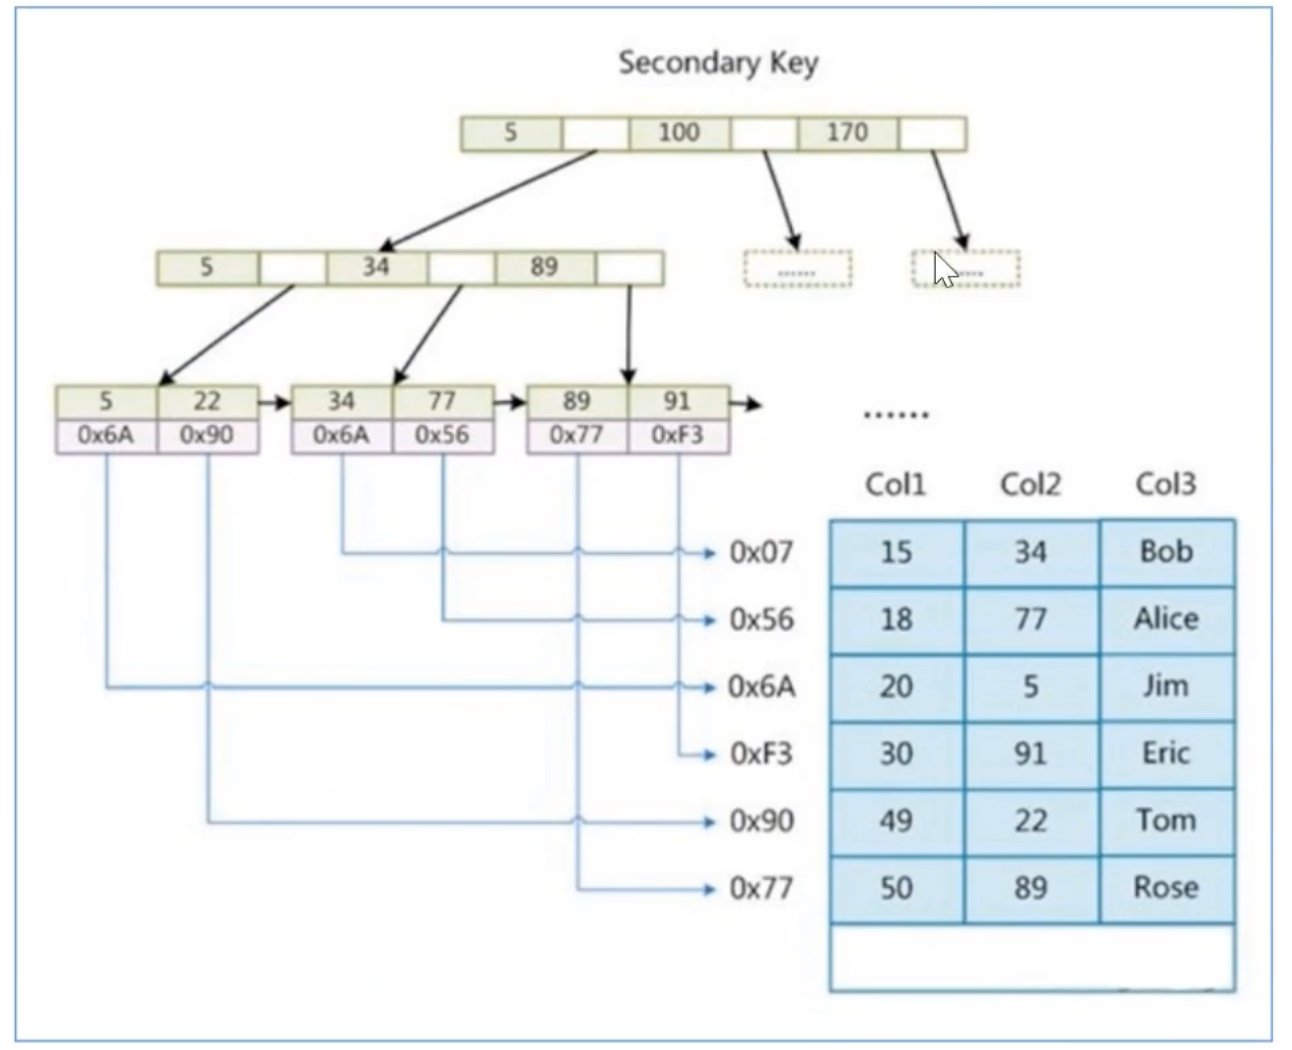 Secondary Key
5 100 170
5 34 89 ...... ....
5 22 34 77 89 91
0x6A 0x90 0x6A 0x56 0x77 0xF3
......
Col1 Col2 Col3
0x07 15 34 Bob
0x56 18 77 Alice
0x6A 20 5 Jim
0xF3 30 91 Eric
0x90 49 22 Tom
0x77 50 89 Rose